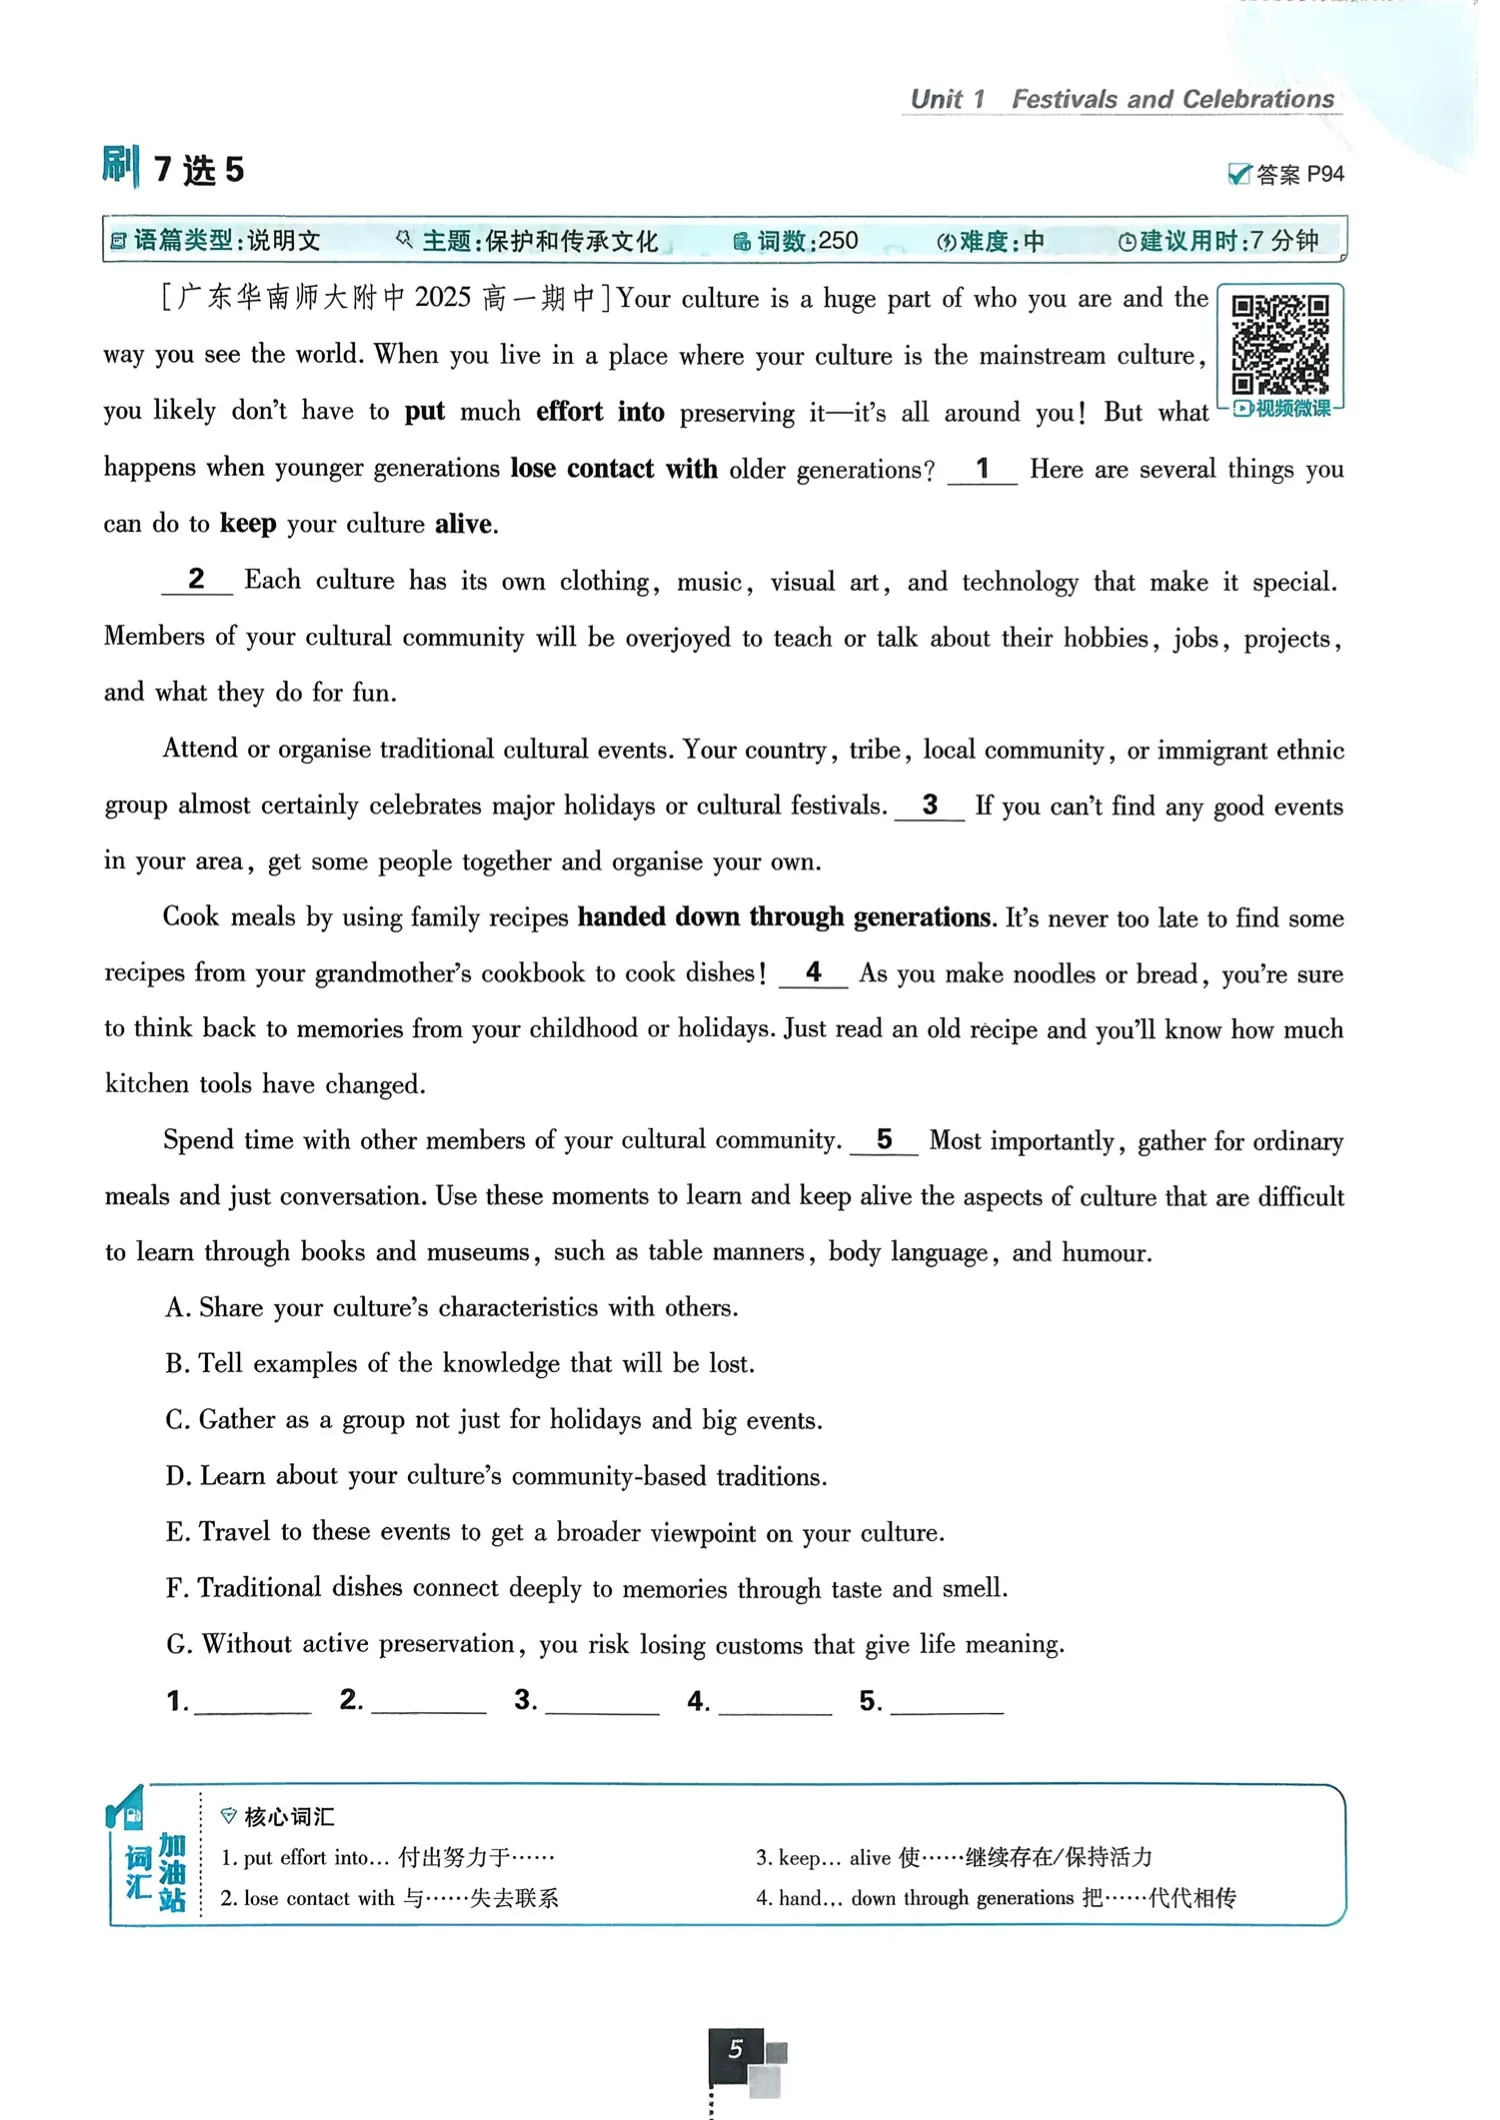 Unit 1 Festivals and Celebrations
刷 7选5
答案 P94
语篇类型:说明文 主题:保护和传承文化 词数:250 难度:中 建议用时:7分钟
[广东华南师大附中2025高一期中]Your culture is a huge part of who you are and the
way you see the world. When you live in a place where your culture is the mainstream culture,
you likely don't have to put much effort into preserving it—it's all around you! But what
视频微课
happens when younger generations lose contact with older generations? 1 Here are several things you
can do to keep your culture alive.
2 Each culture has its own clothing, music, visual art, and technology that make it special.
Members of your cultural community will be overjoyed to teach or talk about their hobbies, jobs, projects,
and what they do for fun.
Attend or organise traditional cultural events. Your country, tribe, local community, or immigrant ethnic
group almost certainly celebrates major holidays or cultural festivals. 3 If you can't find any good events
in your area, get some people together and organise your own.
Cook meals by using family recipes handed down through generations. It's never too late to find some
recipes from your grandmother's cookbook to cook dishes! 4 As you make noodles or bread, you're sure
to think back to memories from your childhood or holidays. Just read an old recipe and you'll know how much
kitchen tools have changed.
Spend time with other members of your cultural community. 5 Most importantly, gather for ordinary
meals and just conversation. Use these moments to learn and keep alive the aspects of culture that are difficult
to learn through books and museums, such as table manners, body language, and humour.
A. Share your culture's characteristics with others.
B. Tell examples of the knowledge that will be lost.
C. Gather as a group not just for holidays and big events.
D. Learn about your culture's community-based traditions.
E. Travel to these events to get a broader viewpoint on your culture.
F. Traditional dishes connect deeply to memories through taste and smell.
G. Without active preservation, you risk losing customs that give life meaning.
1. ________ 2. ________ 3. ________ 4. ________ 5. ________
词汇加油站
核心词汇
1. put effort into... 付出努力于……
2. lose contact with 与……失去联系
3. keep... alive 使……继续存在/保持活力
4. hand... down through generations 把……代代相传
5